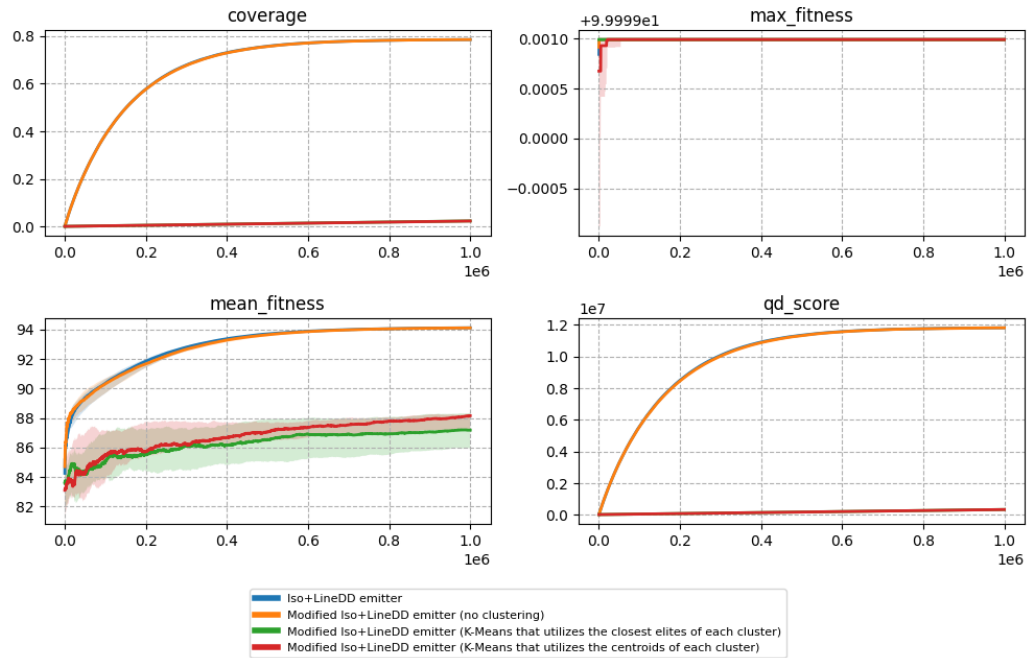 coverage
0.8
0.6
0.4
0.2
0.0
0.0 0.2 0.4 0.6 0.8 1.0
1e6
max_fitness
+9.9999e1
0.0010
0.0005
0.0000
−0.0005
0.0 0.2 0.4 0.6 0.8 1.0
1e6
mean_fitness
94
92
90
88
86
84
82
0.0 0.2 0.4 0.6 0.8 1.0
1e6
qd_score
1e7
1.2
1.0
0.8
0.6
0.4
0.2
0.0
0.0 0.2 0.4 0.6 0.8 1.0
1e6
Iso+LineDD emitter
Modified Iso+LineDD emitter (no clustering)
Modified Iso+LineDD emitter (K-Means that utilizes the closest elites of each cluster)
Modified Iso+LineDD emitter (K-Means that utilizes the centroids of each cluster)